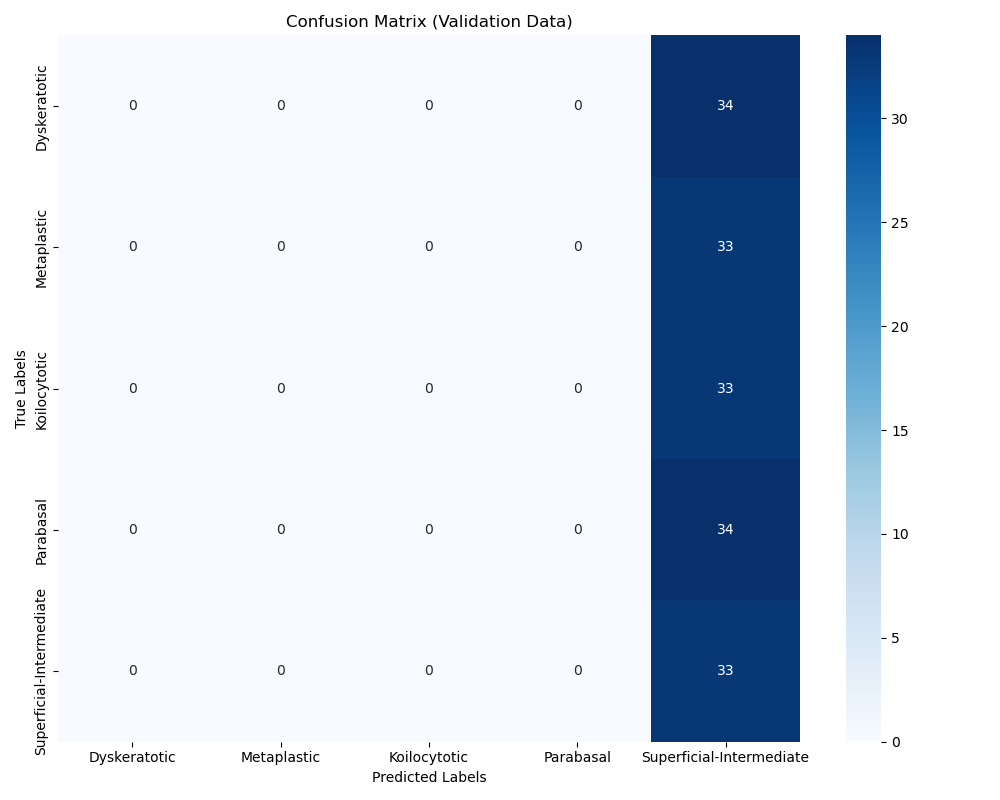 Confusion Matrix (Validation Data)
True Labels
Dyskeratotic
0 0 0 0 34
Metaplastic
0 0 0 0 33
Koilocytotic
0 0 0 0 33
Parabasal
0 0 0 0 34
Superficial-Intermediate
0 0 0 0 33
Dyskeratotic Metaplastic Koilocytotic Parabasal Superficial-Intermediate
Predicted Labels
30
25
20
15
10
5
0